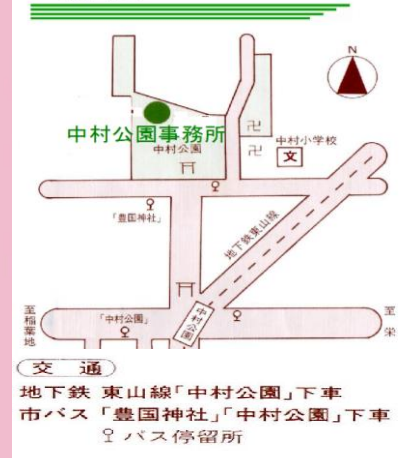 N
中村公園事務所
中村公園
中村小学校
文
「豊国神社」
地下鉄東山線
至稲葉地
「中村公園」
中村公園
至栄
交 通
地下鉄 東山線「中村公園」下車
市バス「豊国神社」「中村公園」下車
バス停留所